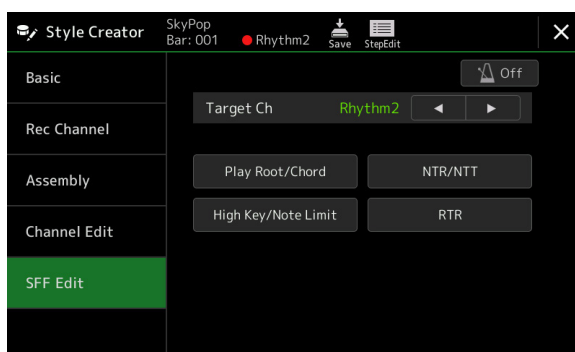 Style Creator
SkyPop
Bar: 001
Rhythm2
Save
StepEdit
Basic
Off
Target Ch Rhythm2
Rec Channel
Assembly
Play Root/Chord NTR/NTT
Channel Edit
High Key/Note Limit RTR
SFF Edit